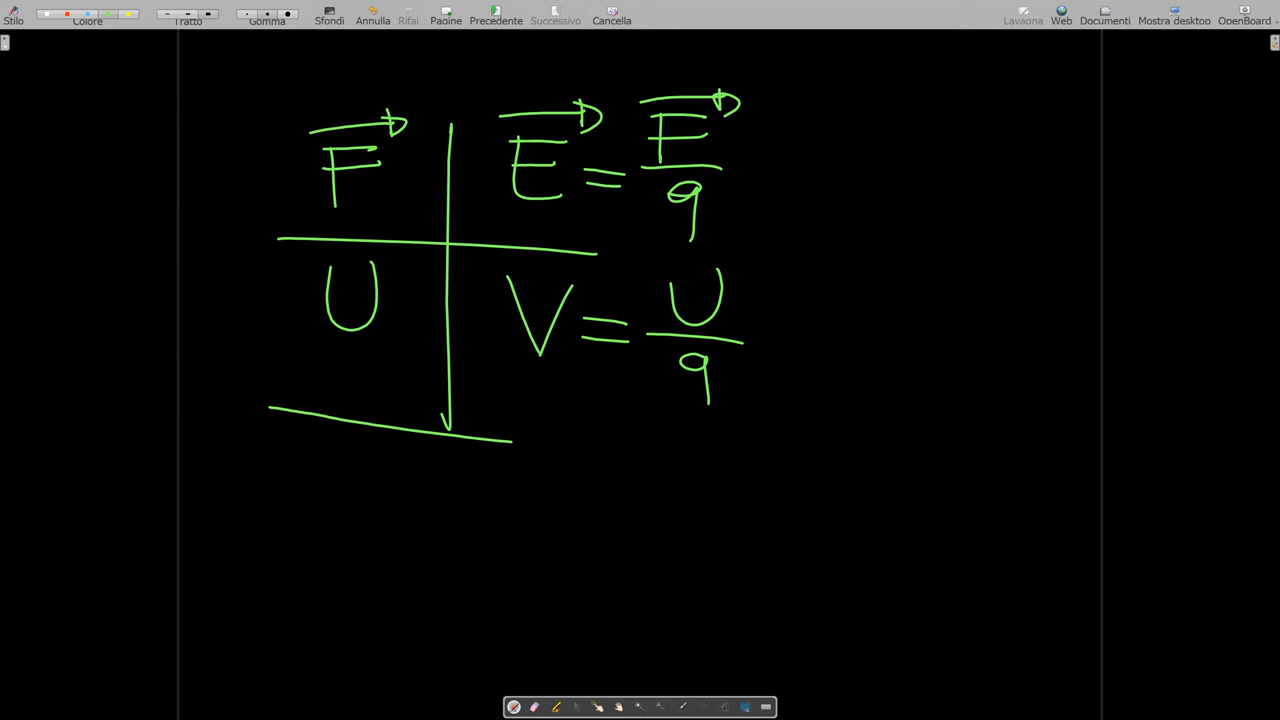 Stilo Colore Tratto Gomma Sfondi Annulla Rifai Pagine Precedente Successivo Cancella Lavagna Web Documenti Mostra desktop OpenBoard
F E = F
q
U V = U
q